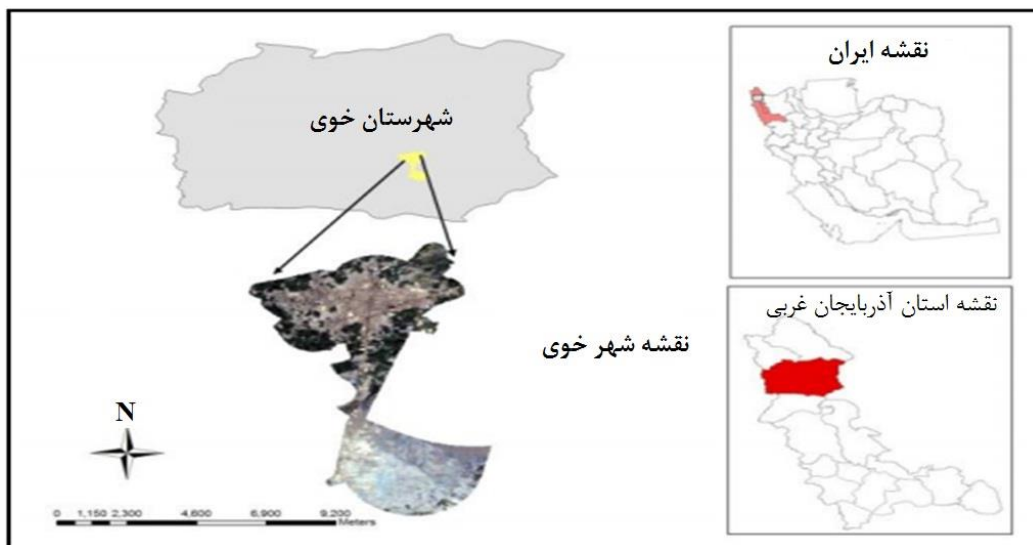 نقشه ایران
شهرستان خوی
نقشه استان آذربایجان غربی
نقشه شهر خوی
N
0 1,150 2,300 4,600 6,900 9,200
Meters